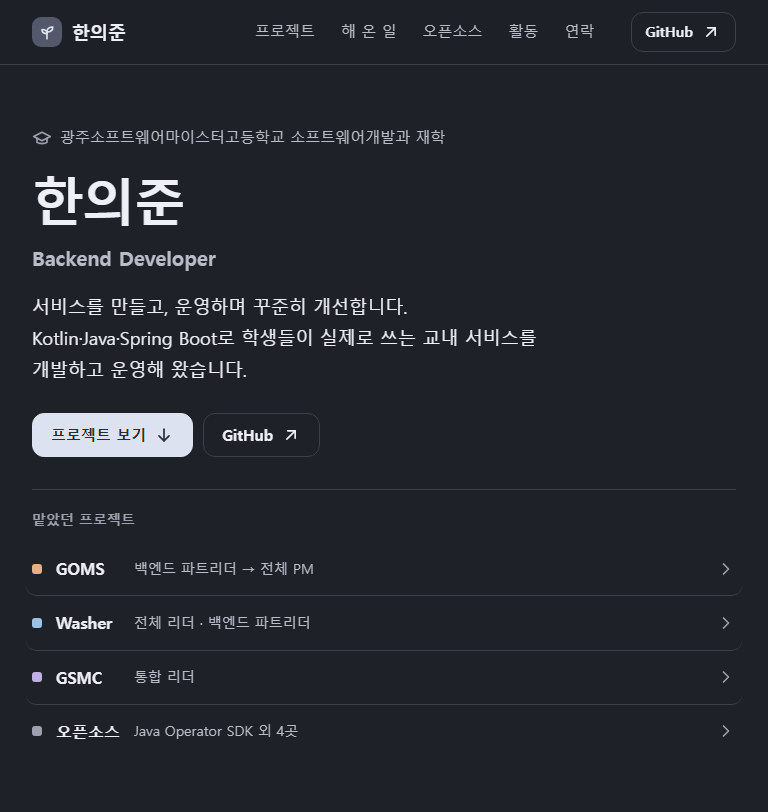 한의준
프로젝트 해 온 일 오픈소스 활동 연락 GitHub
광주소프트웨어마이스터고등학교 소프트웨어개발과 재학
한의준
Backend Developer
서비스를 만들고, 운영하며 꾸준히 개선합니다.
Kotlin·Java·Spring Boot로 학생들이 실제로 쓰는 교내 서비스를
개발하고 운영해 왔습니다.
프로젝트 보기 ↓ GitHub
맡았던 프로젝트
GOMS 백엔드 파트리더 → 전체 PM
Washer 전체 리더 · 백엔드 파트리더
GSMC 통합 리더
오픈소스 Java Operator SDK 외 4곳